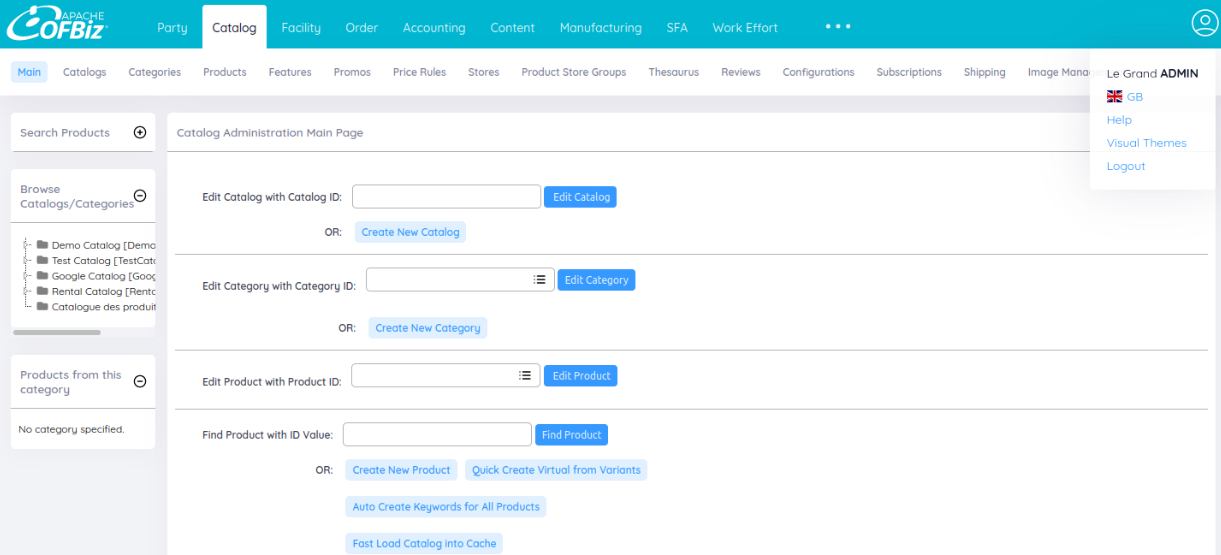 APACHE
OFBiz
Party Catalog Facility Order Accounting Content Manufacturing SFA Work Effort
Main Catalogs Categories Products Features Promos Price Rules Stores Product Store Groups Thesaurus Reviews Configurations Subscriptions Shipping Image
Le Grand ADMIN
GB
Help
Visual Themes
Logout
Search Products
Browse
Catalogs/Categories
Demo Catalog [Demo
Test Catalog [TestCat
Google Catalog [Goog
Rental Catalog [Renta
Catalogue des produit
Products from this
category
No category specified.
Catalog Administration Main Page
Edit Catalog with Catalog ID: Edit Catalog
OR: Create New Catalog
Edit Category with Category ID: Edit Category
OR: Create New Category
Edit Product with Product ID: Edit Product
Find Product with ID Value: Find Product
OR: Create New Product Quick Create Virtual from Variants
Auto Create Keywords for All Products
Fast Load Catalog into Cache